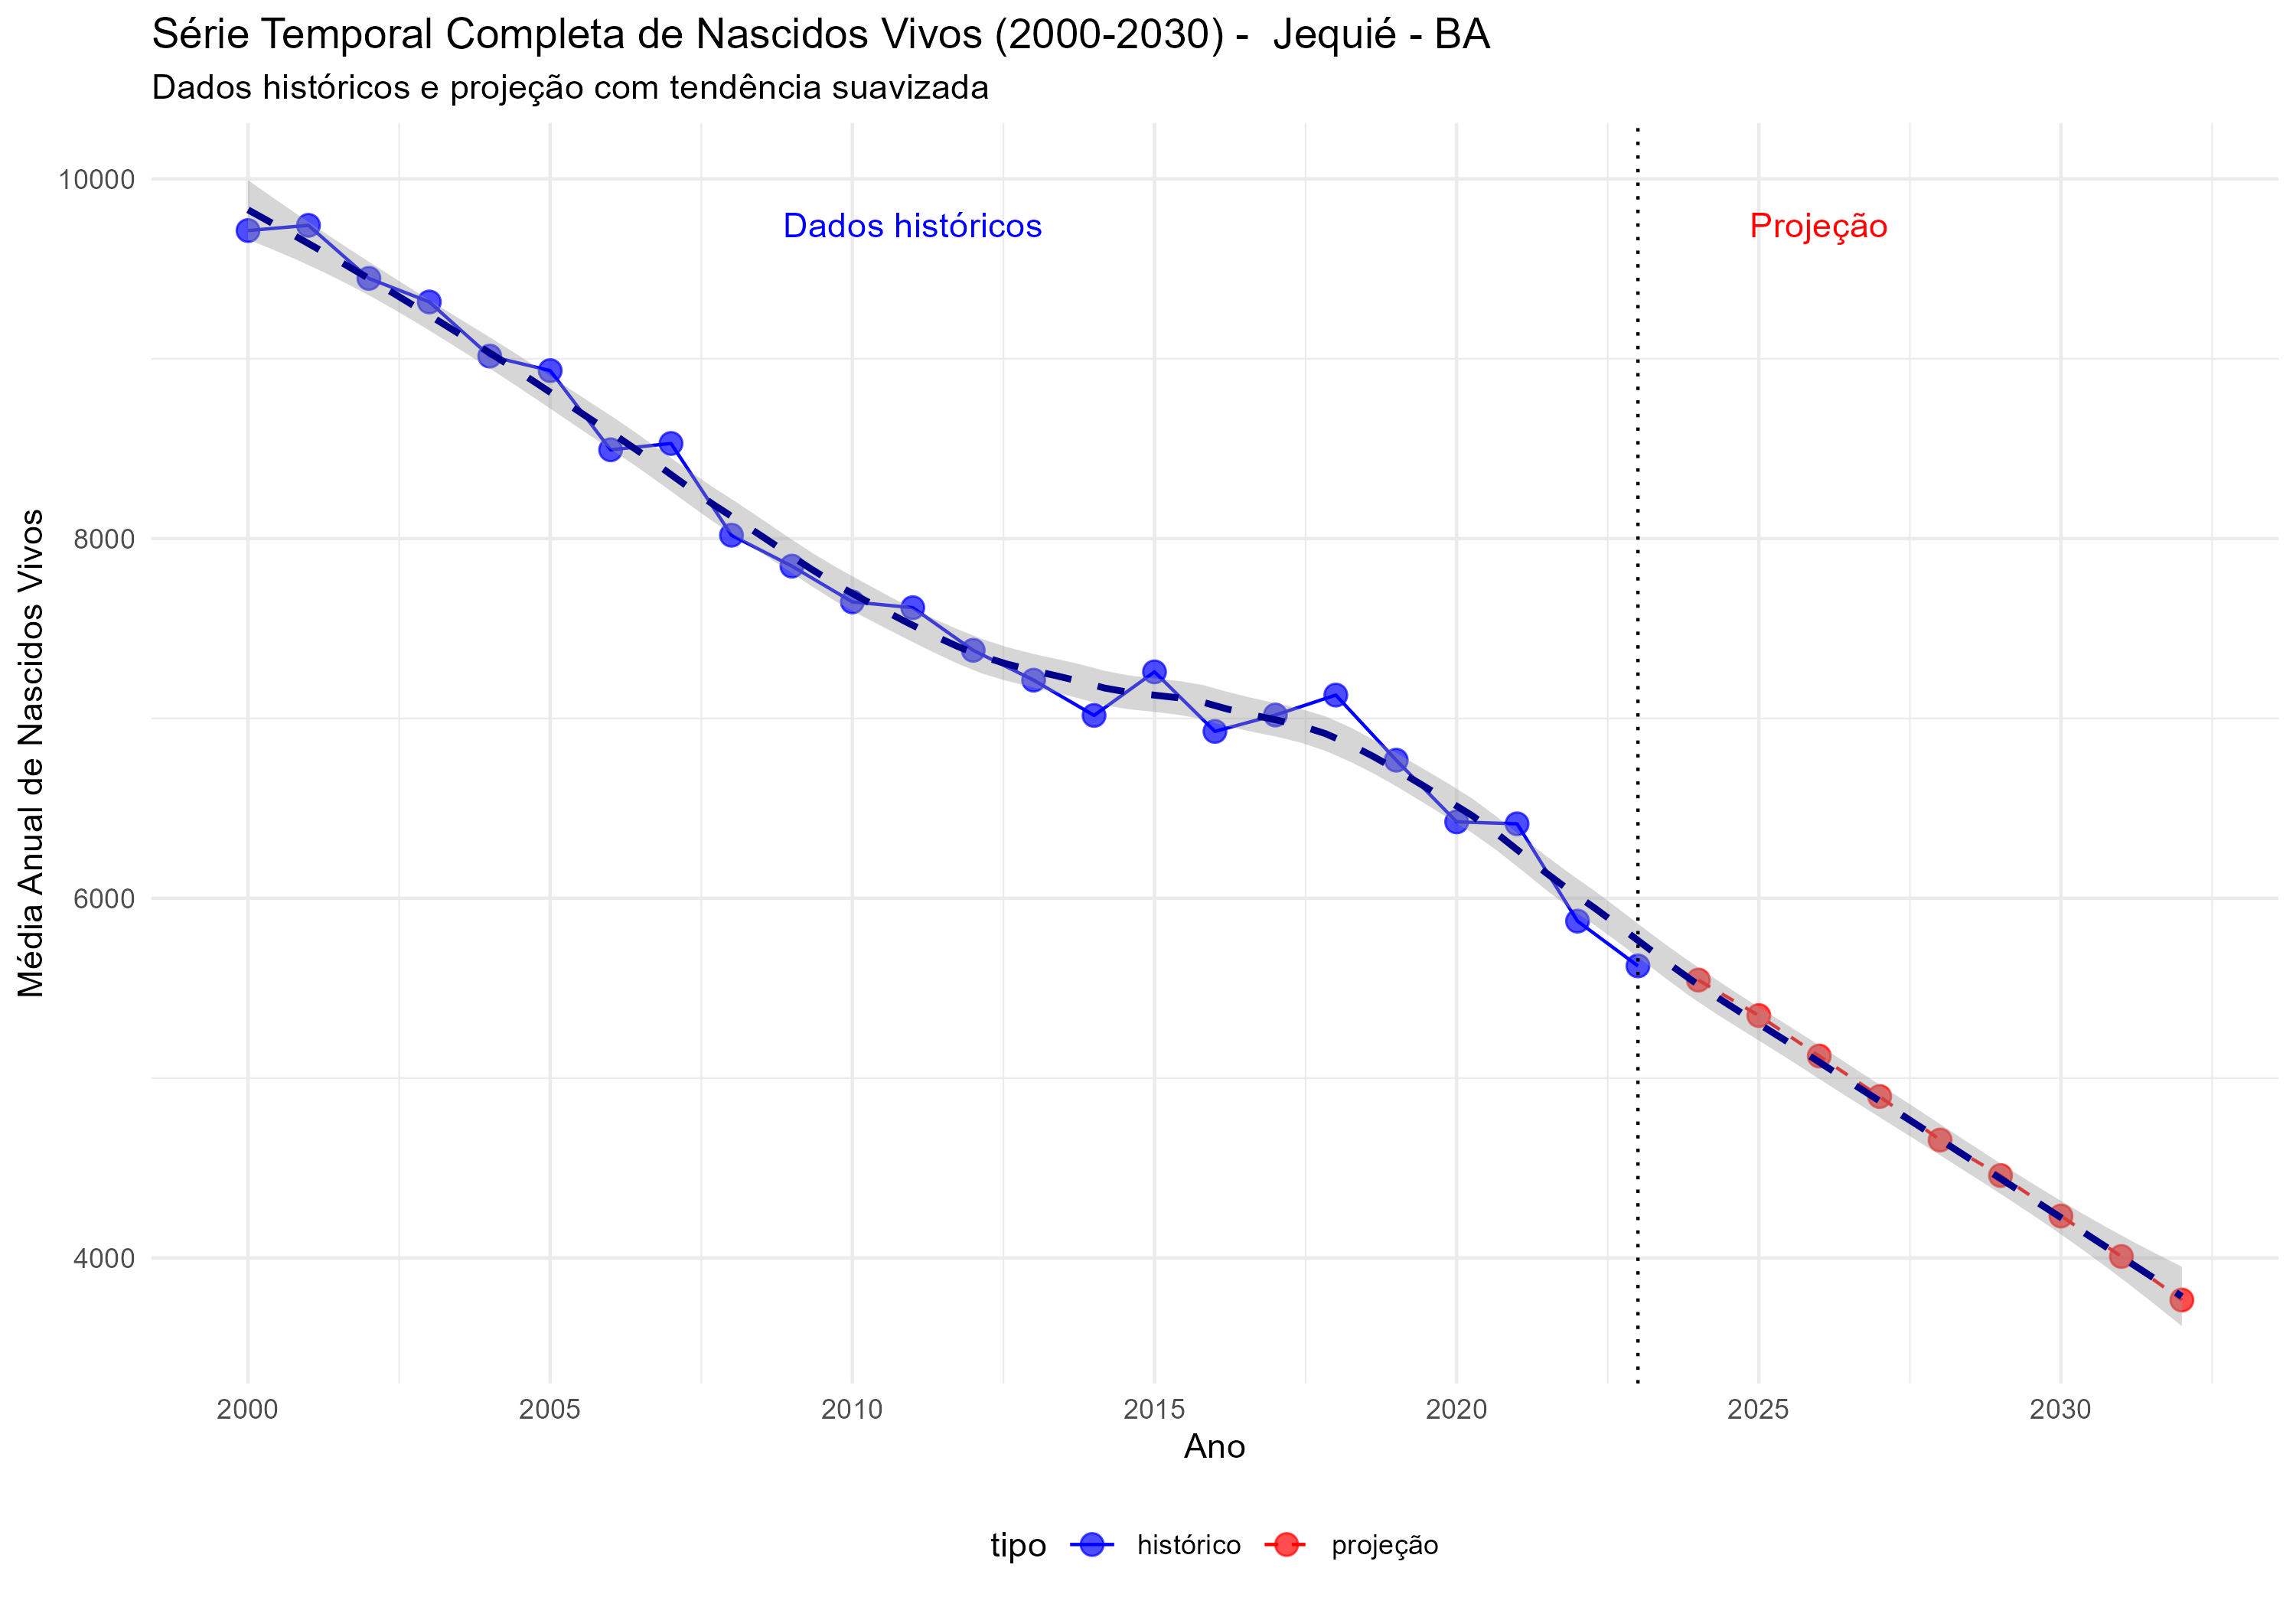 Série Temporal Completa de Nascidos Vivos (2000-2030) -  Jequié - BA
Dados históricos e projeção com tendência suavizada
Média Anual de Nascidos Vivos
10000
8000
6000
4000
Dados históricos
Projeção
2000 2005 2010 2015 2020 2025 2030
Ano
tipo histórico projeção